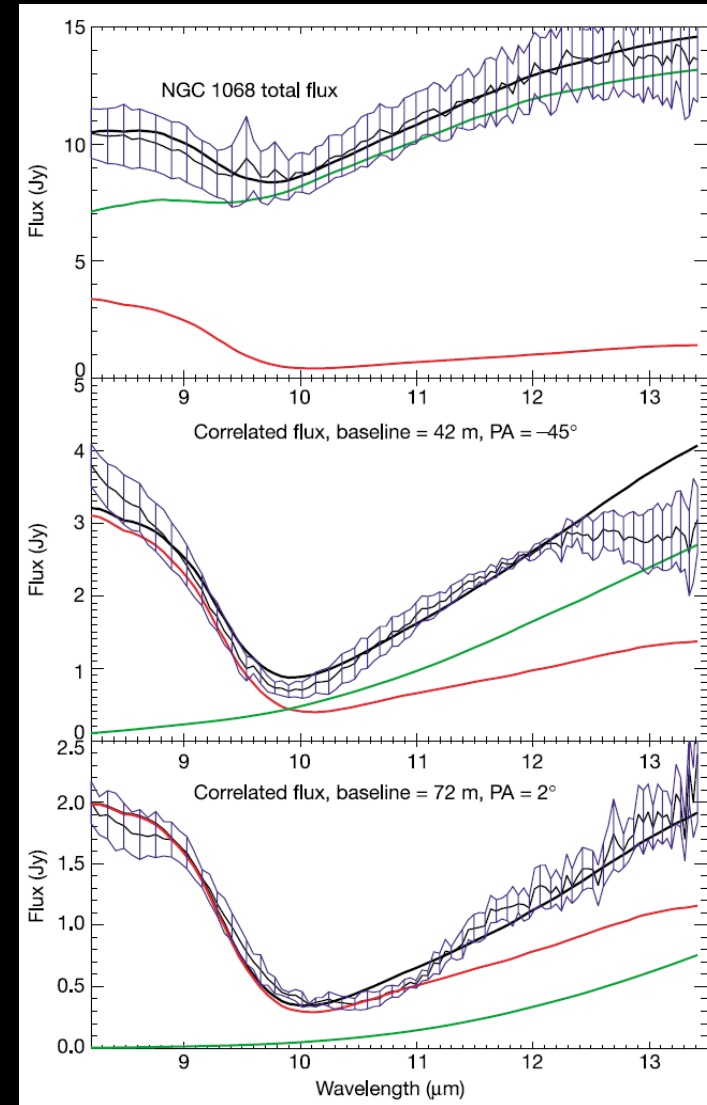 15
NGC 1068 total flux
10
Flux (Jy)
5
0
9 10 11 12 13
5
Correlated flux, baseline = 42 m, PA = –45°
4
3
Flux (Jy)
2
1
0
9 10 11 12 13
2.5
Correlated flux, baseline = 72 m, PA = 2°
2.0
1.5
Flux (Jy)
1.0
0.5
0.0
9 10 11 12 13
Wavelength (μm)